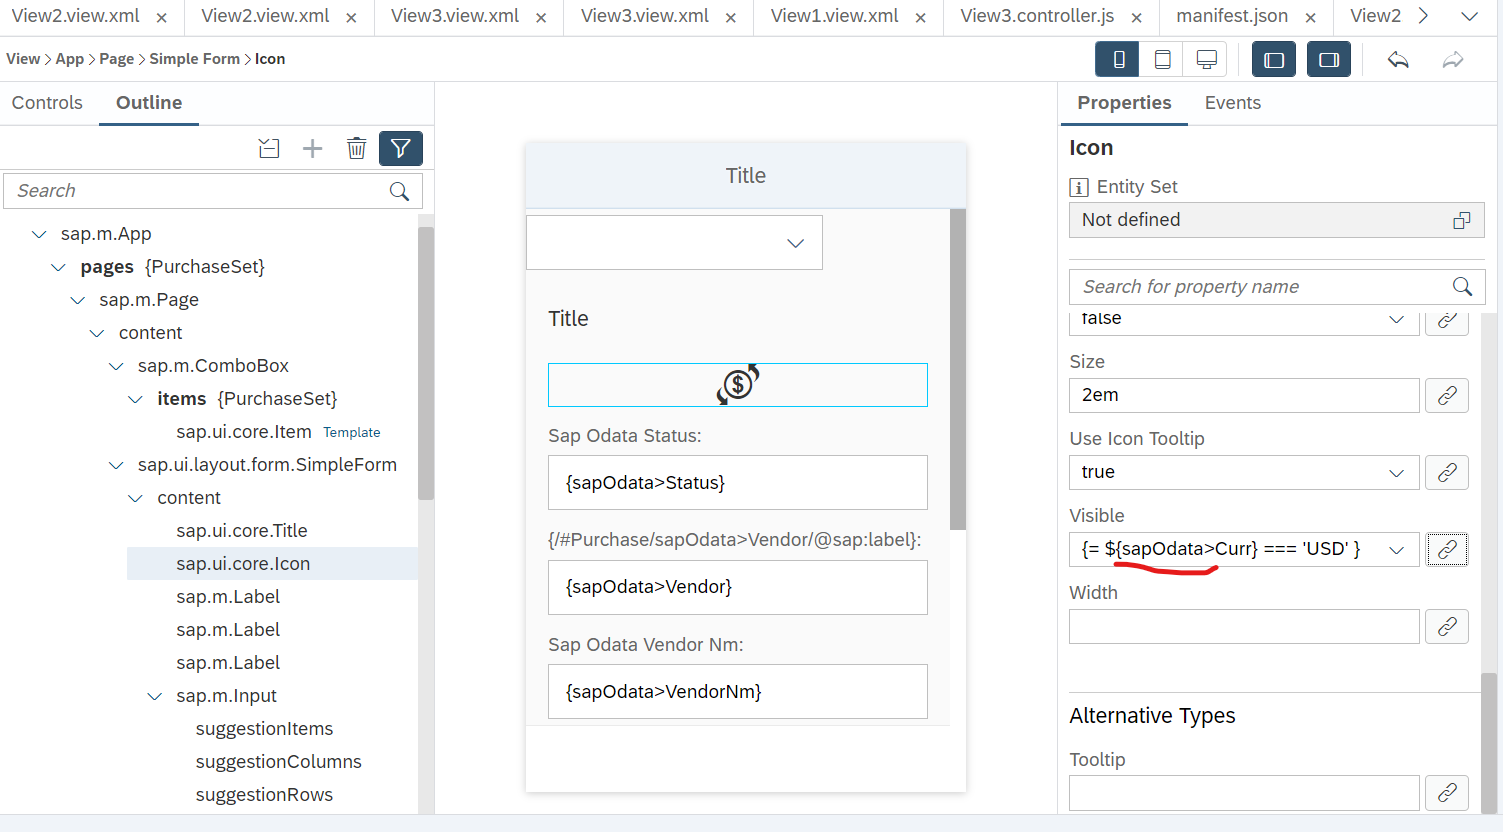 View2.view.xml × View2.view.xml × View3.view.xml × View3.view.xml × View1.view.xml × View3.controller.js × manifest.json × View2
View > App > Page > Simple Form > Icon
Controls Outline
Search
sap.m.App
pages {PurchaseSet}
sap.m.Page
content
sap.m.ComboBox
items {PurchaseSet}
sap.ui.core.Item Template
sap.ui.layout.form.SimpleForm
content
sap.ui.core.Title
sap.ui.core.Icon
sap.m.Label
sap.m.Label
sap.m.Label
sap.m.Input
suggestionItems
suggestionColumns
suggestionRows
Title
Title
$
Sap Odata Status:
{sapOdata>Status}
{/#Purchase/sapOdata>Vendor/@sap:label}:
{sapOdata>Vendor}
Sap Odata Vendor Nm:
{sapOdata>VendorNm}
Properties Events
Icon
i Entity Set
Not defined
Search for property name
false
Size
2em
Use Icon Tooltip
true
Visible
{= ${sapOdata>Curr} === 'USD' }
Width
Alternative Types
Tooltip